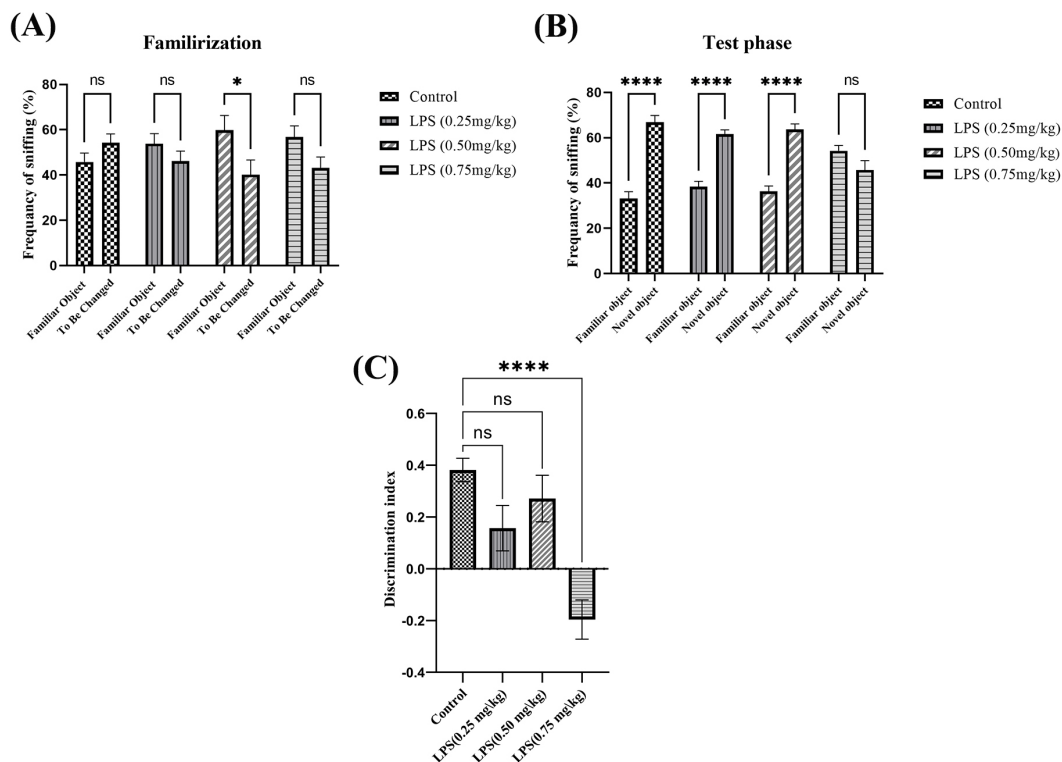 (A)
Familirization
Frequancy of sniffing (%)
80
60
40
20
0
ns
ns
*
ns
Familiar Object
To Be Changed
Familiar Object
To Be Changed
Familiar Object
To Be Changed
Familiar Object
To Be Changed
Control
LPS (0.25mg/kg)
LPS (0.50mg/kg)
LPS (0.75mg/kg)
(B)
Test phase
Frequancy of sniffing (%)
80
60
40
20
0
****
****
****
ns
Familiar object
Novel object
Familiar object
Novel object
Familiar object
Novel object
Familiar object
Novel object
Control
LPS (0.25mg/kg)
LPS (0.50mg/kg)
LPS (0.75mg/kg)
(C)
Discrimination index
0.6
0.4
0.2
0.0
-0.2
-0.4
****
ns
ns
Control
LPS(0.25 mg\kg)
LPS(0.50 mg\kg)
LPS(0.75 mg\kg)